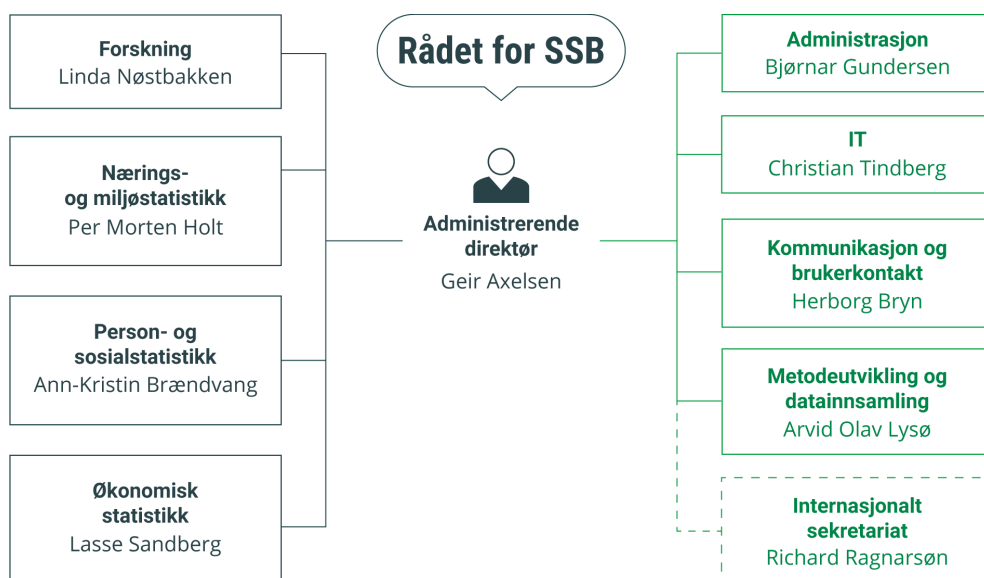 Rådet for SSB
Administrerende
direktør
Geir Axelsen
Forskning
Linda Nøstbakken
Nærings-
og miljøstatistikk
Per Morten Holt
Person- og
sosialstatistikk
Ann-Kristin Brændvang
Økonomisk
statistikk
Lasse Sandberg
Administrasjon
Bjørnar Gundersen
IT
Christian Tindberg
Kommunikasjon og
brukerkontakt
Herborg Bryn
Metodeutvikling og
datainnsamling
Arvid Olav Lysø
Internasjonalt
sekretariat
Richard Ragnarsøn